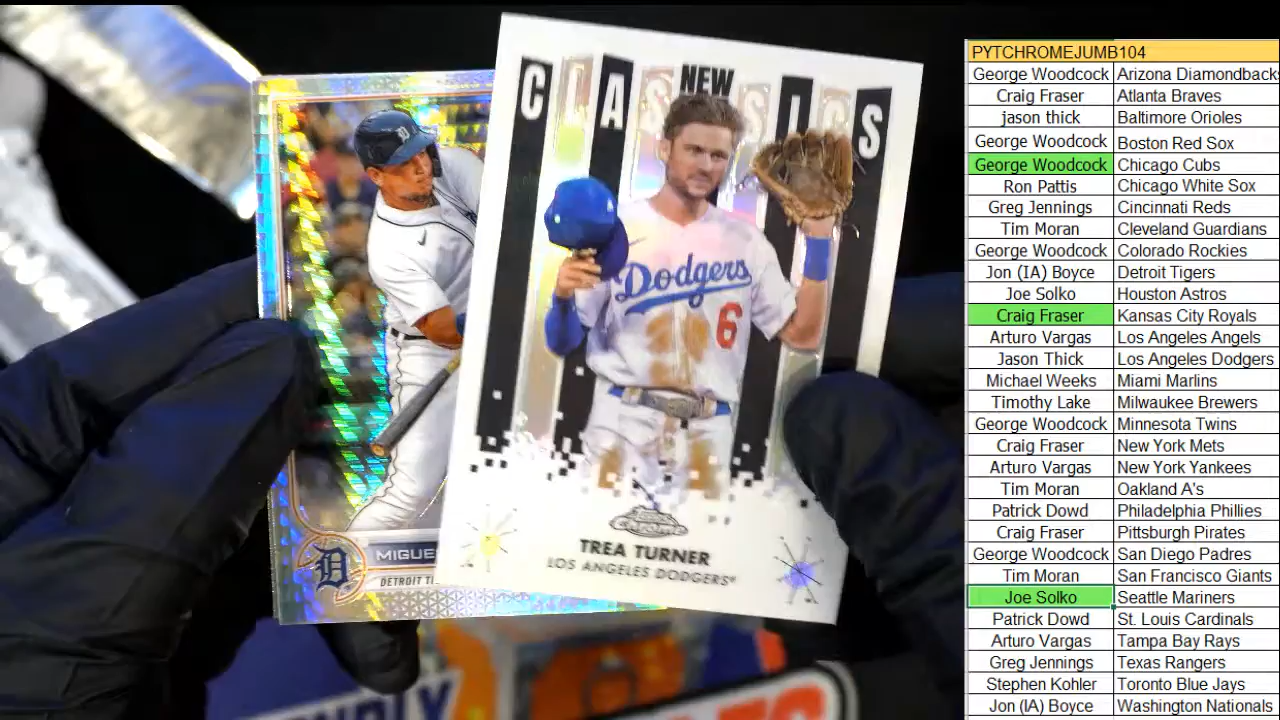 NEW
CLASSICS
Dodgers
6
CHROME
TREA TURNER
LOS ANGELES DODGERS
D
MIGUE
DETROIT TI
PYTCHROMEJUMB104
George Woodcock Arizona Diamondback
Craig Fraser Atlanta Braves
jason thick Baltimore Orioles
George Woodcock Boston Red Sox
George Woodcock Chicago Cubs
Ron Pattis Chicago White Sox
Greg Jennings Cincinnati Reds
Tim Moran Cleveland Guardians
George Woodcock Colorado Rockies
Jon (IA) Boyce Detroit Tigers
Joe Solko Houston Astros
Craig Fraser Kansas City Royals
Arturo Vargas Los Angeles Angels
Jason Thick Los Angeles Dodgers
Michael Weeks Miami Marlins
Timothy Lake Milwaukee Brewers
George Woodcock Minnesota Twins
Craig Fraser New York Mets
Arturo Vargas New York Yankees
Tim Moran Oakland A's
Patrick Dowd Philadelphia Phillies
Craig Fraser Pittsburgh Pirates
George Woodcock San Diego Padres
Tim Moran San Francisco Giants
Joe Solko Seattle Mariners
Patrick Dowd St. Louis Cardinals
Arturo Vargas Tampa Bay Rays
Greg Jennings Texas Rangers
Stephen Kohler Toronto Blue Jays
Jon (IA) Boyce Washington Nationals